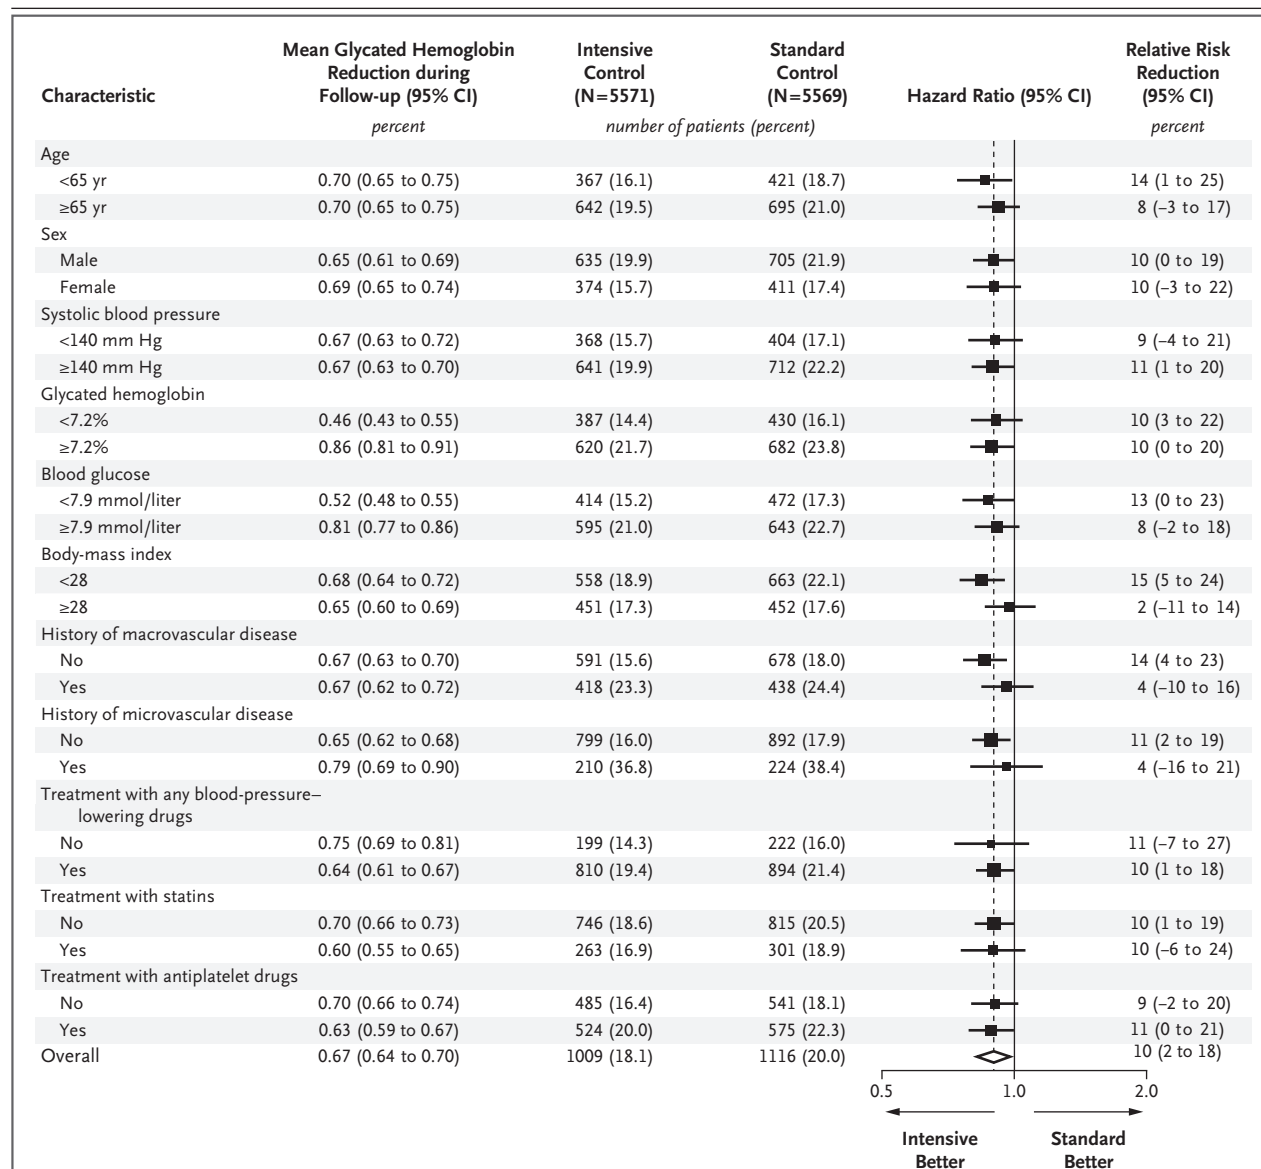 Mean Glycated Hemoglobin Intensive Standard Relative Risk
Reduction during Control Control Reduction
Characteristic Follow-up (95% CI) (N=5571) (N=5569) Hazard Ratio (95% CI) (95% CI)
percent number of patients (percent) percent
Age
<65 yr 0.70 (0.65 to 0.75) 367 (16.1) 421 (18.7) 14 (1 to 25)
≥65 yr 0.70 (0.65 to 0.75) 642 (19.5) 695 (21.0) 8 (–3 to 17)
Sex
Male 0.65 (0.61 to 0.69) 635 (19.9) 705 (21.9) 10 (0 to 19)
Female 0.69 (0.65 to 0.74) 374 (15.7) 411 (17.4) 10 (–3 to 22)
Systolic blood pressure
<140 mm Hg 0.67 (0.63 to 0.72) 368 (15.7) 404 (17.1) 9 (–4 to 21)
≥140 mm Hg 0.67 (0.63 to 0.70) 641 (19.9) 712 (22.2) 11 (1 to 20)
Glycated hemoglobin
<7.2% 0.46 (0.43 to 0.55) 387 (14.4) 430 (16.1) 10 (3 to 22)
≥7.2% 0.86 (0.81 to 0.91) 620 (21.7) 682 (23.8) 10 (0 to 20)
Blood glucose
<7.9 mmol/liter 0.52 (0.48 to 0.55) 414 (15.2) 472 (17.3) 13 (0 to 23)
≥7.9 mmol/liter 0.81 (0.77 to 0.86) 595 (21.0) 643 (22.7) 8 (–2 to 18)
Body-mass index
<28 0.68 (0.64 to 0.72) 558 (18.9) 663 (22.1) 15 (5 to 24)
≥28 0.65 (0.60 to 0.69) 451 (17.3) 452 (17.6) 2 (–11 to 14)
History of macrovascular disease
No 0.67 (0.63 to 0.70) 591 (15.6) 678 (18.0) 14 (4 to 23)
Yes 0.67 (0.62 to 0.72) 418 (23.3) 438 (24.4) 4 (–10 to 16)
History of microvascular disease
No 0.65 (0.62 to 0.68) 799 (16.0) 892 (17.9) 11 (2 to 19)
Yes 0.79 (0.69 to 0.90) 210 (36.8) 224 (38.4) 4 (–16 to 21)
Treatment with any blood-pressure–
lowering drugs
No 0.75 (0.69 to 0.81) 199 (14.3) 222 (16.0) 11 (–7 to 27)
Yes 0.64 (0.61 to 0.67) 810 (19.4) 894 (21.4) 10 (1 to 18)
Treatment with statins
No 0.70 (0.66 to 0.73) 746 (18.6) 815 (20.5) 10 (1 to 19)
Yes 0.60 (0.55 to 0.65) 263 (16.9) 301 (18.9) 10 (–6 to 24)
Treatment with antiplatelet drugs
No 0.70 (0.66 to 0.74) 485 (16.4) 541 (18.1) 9 (–2 to 20)
Yes 0.63 (0.59 to 0.67) 524 (20.0) 575 (22.3) 11 (0 to 21)
Overall 0.67 (0.64 to 0.70) 1009 (18.1) 1116 (20.0) 10 (2 to 18)
0.5 1.0 2.0
Intensive Standard
Better Better